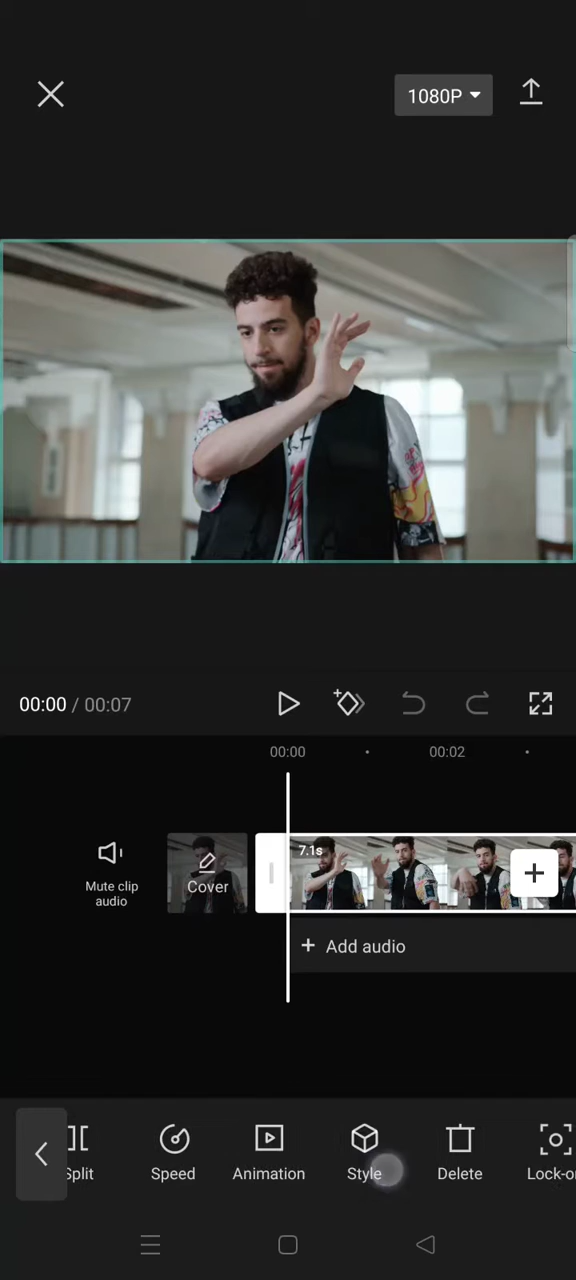 1080P
00:00 / 00:07
00:00
00:02
7.1s
Mute clip
audio
Cover
+ Add audio
Split
Speed
Animation
Style
Delete
Lock-o